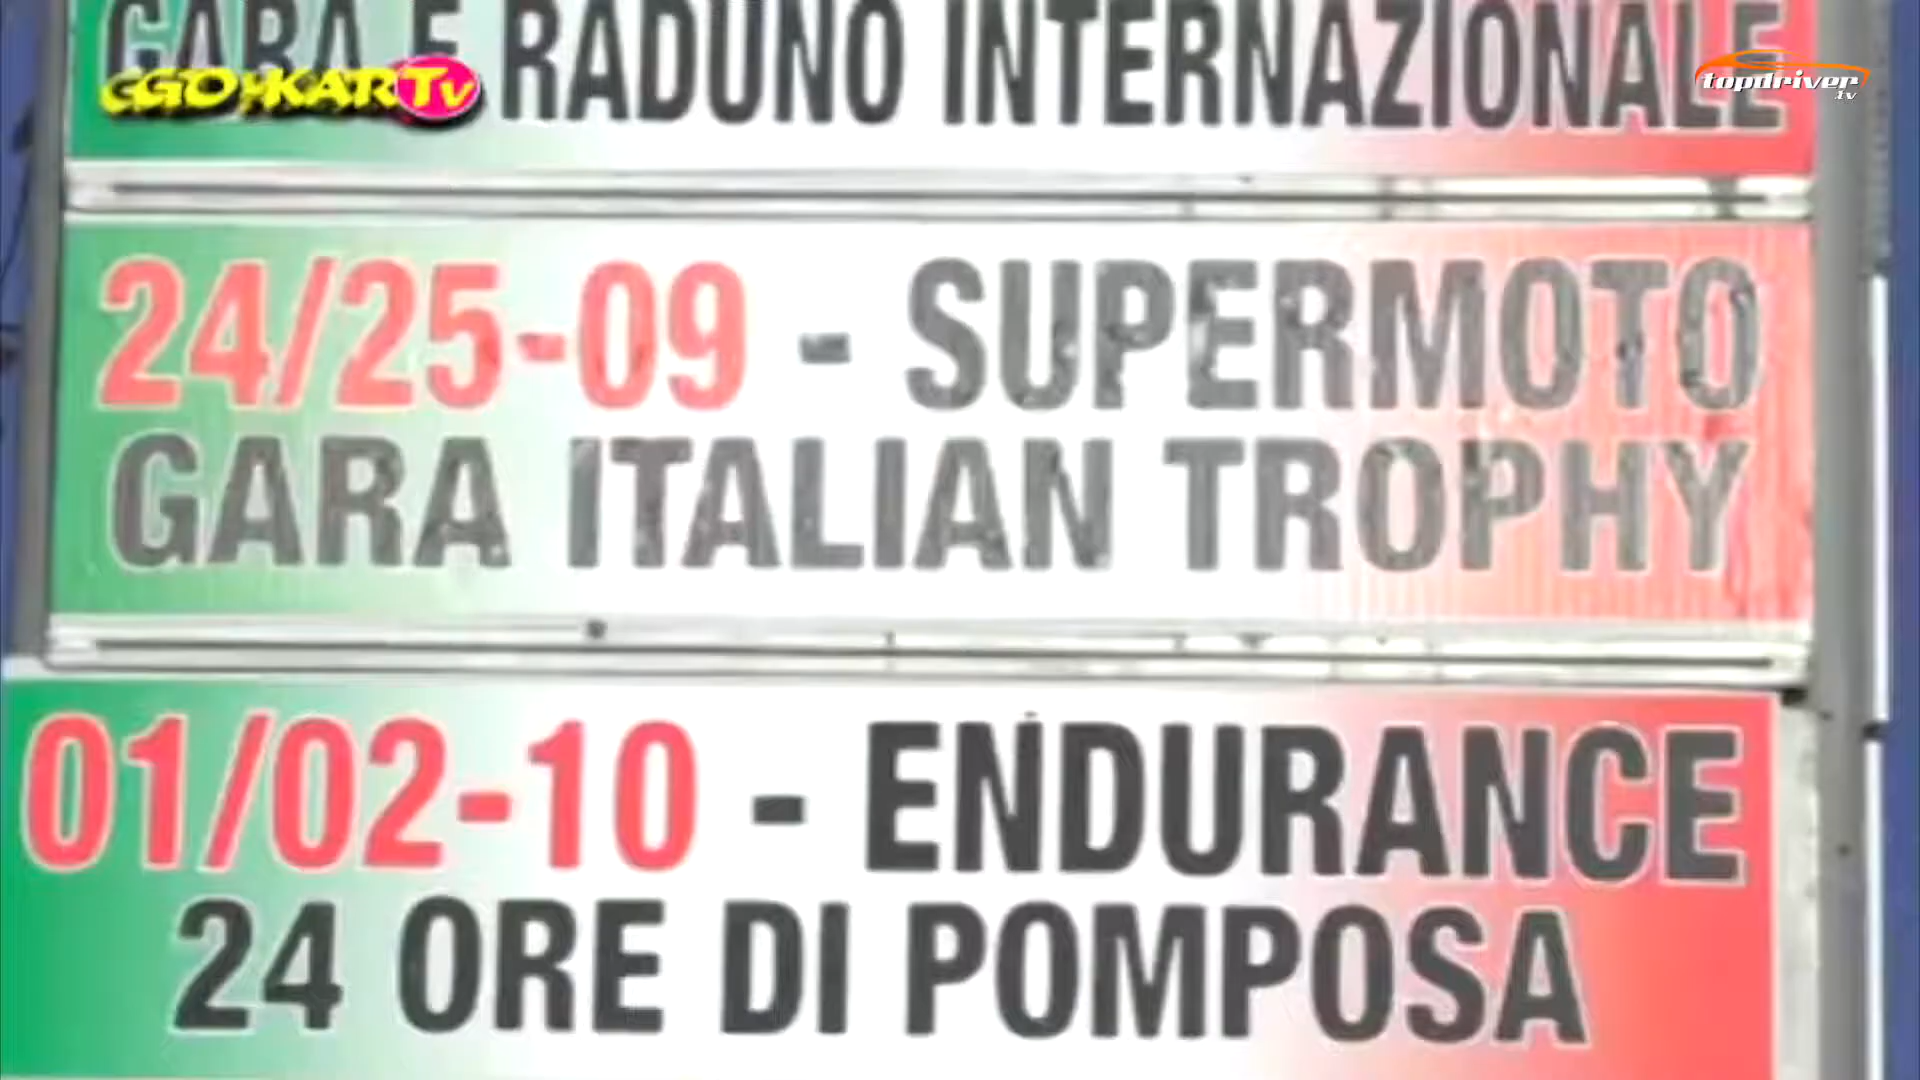 GARA E RADUNO INTERNAZIONALE
GO KAR Tv
topdriver
.tv
24/25-09 - SUPERMOTO
GARA ITALIAN TROPHY
01/02-10 - ENDURANCE
24 ORE DI POMPOSA